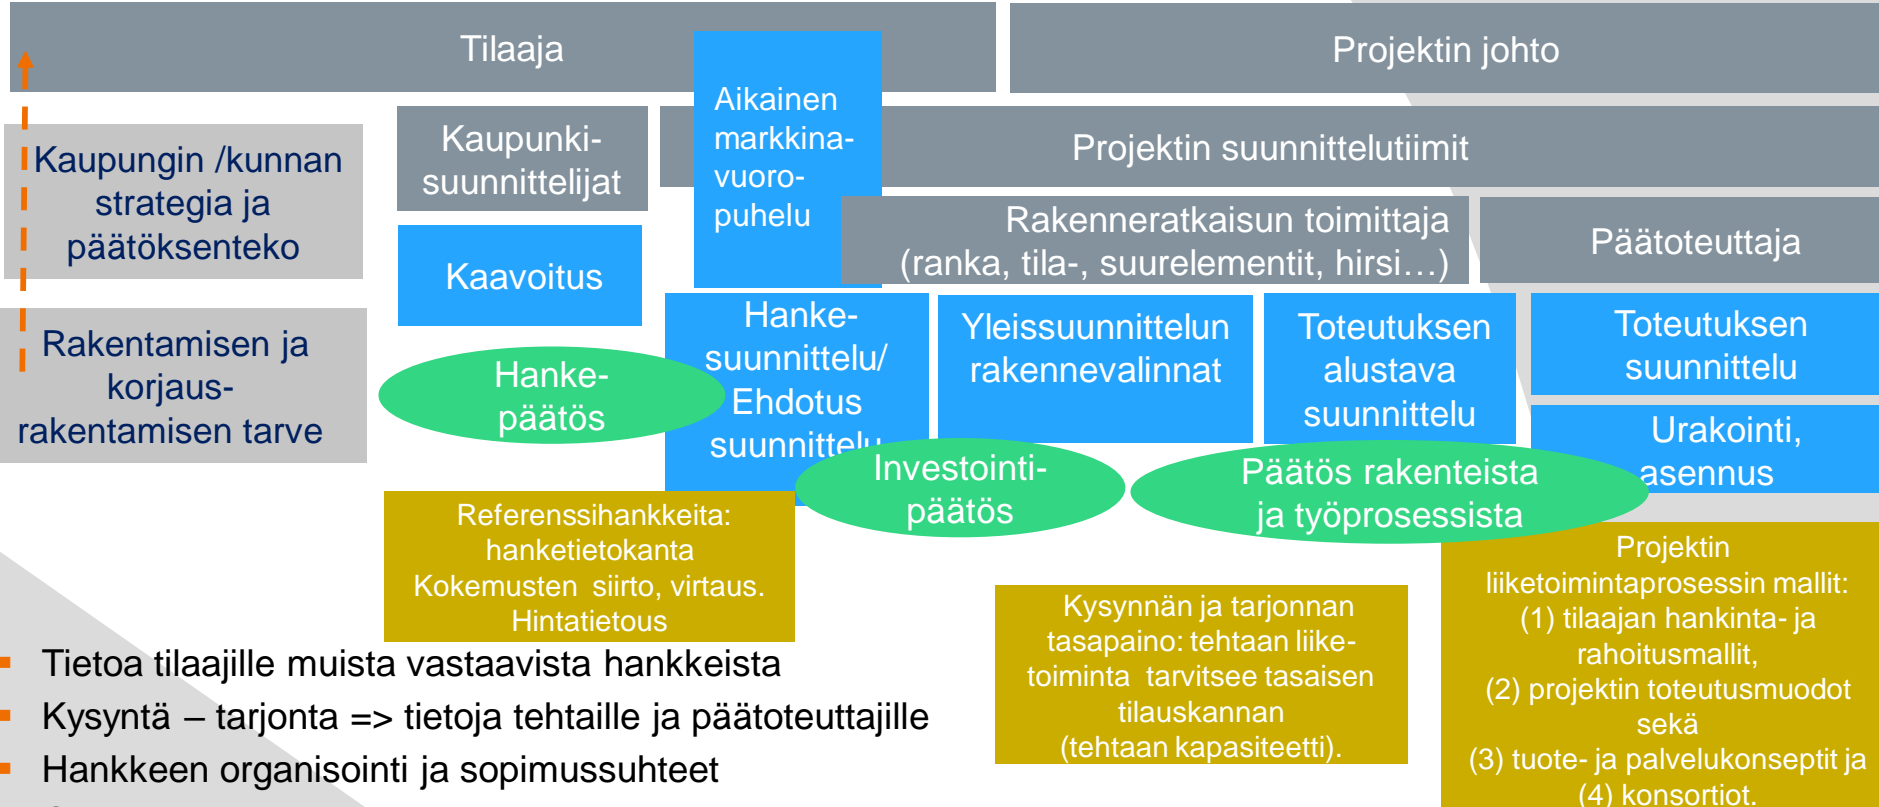 Tilaaja
Projektin johto
Kaupungin /kunnan
strategia ja
päätöksenteko
Kaupunki-
suunnittelijat
Aikainen
markkina-
vuoro-
puhelu
Projektin suunnittelutiimit
Rakenneratkaisun toimittaja
(ranka, tila-, suurelementit, hirsi…)
Päätoteuttaja
Kaavoitus
Rakentamisen ja
korjaus-
rakentamisen tarve
Hanke-
päätös
Hanke-
suunnittelu/
Ehdotus
suunnittelu
Yleissuunnittelun
rakennevalinnat
Toteutuksen
alustava
suunnittelu
Toteutuksen
suunnittelu
Urakointi,
asennus
Investointi-
päätös
Päätös rakenteista
ja työprosessista
Referenssihankkeita:
hanketietokanta
Kokemusten siirto, virtaus.
Hintatietous
Kysynnän ja tarjonnan
tasapaino: tehtaan liike-
toiminta tarvitsee tasaisen
tilauskannan
(tehtaan kapasiteetti).
Projektin
liiketoimintaprosessin mallit:
(1) tilaajan hankinta- ja
rahoitusmallit,
(2) projektin toteutusmuodot
sekä
(3) tuote- ja palvelukonseptit ja
(4) konsortiot.
Tietoa tilaajille muista vastaavista hankkeista
Kysyntä – tarjonta => tietoja tehtaille ja päätoteuttajille
Hankkeen organisointi ja sopimussuhteet